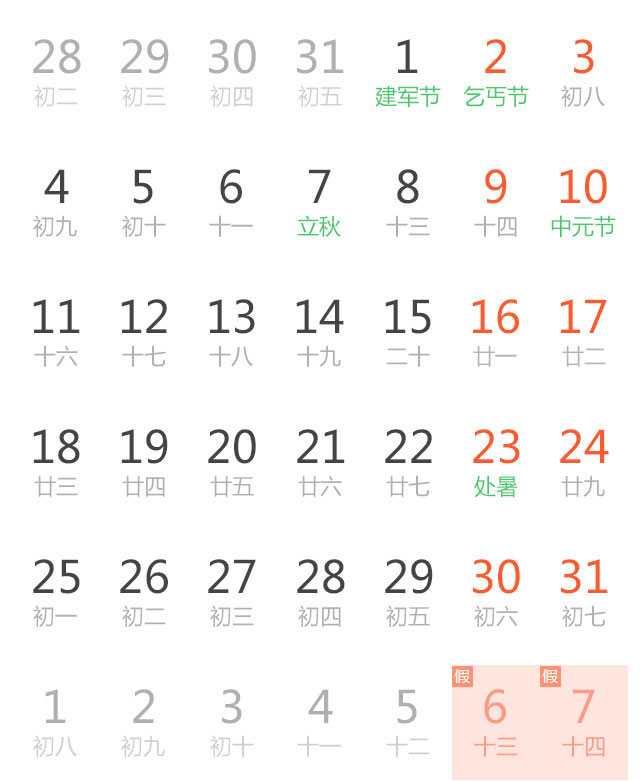 28 29 30 31 1 2 3
初二 初三 初四 初五 建军节 乞丐节 初八
4 5 6 7 8 9 10
初九 初十 十一 立秋 十三 十四 中元节
11 12 13 14 15 16 17
十六 十七 十八 十九 二十 廿一 廿二
18 19 20 21 22 23 24
廿三 廿四 廿五 廿六 廿七 处暑 廿九
25 26 27 28 29 30 31
初一 初二 初三 初四 初五 初六 初七
假 假
1 2 3 4 5 6 7
初八 初九 初十 十一 十二 十三 十四